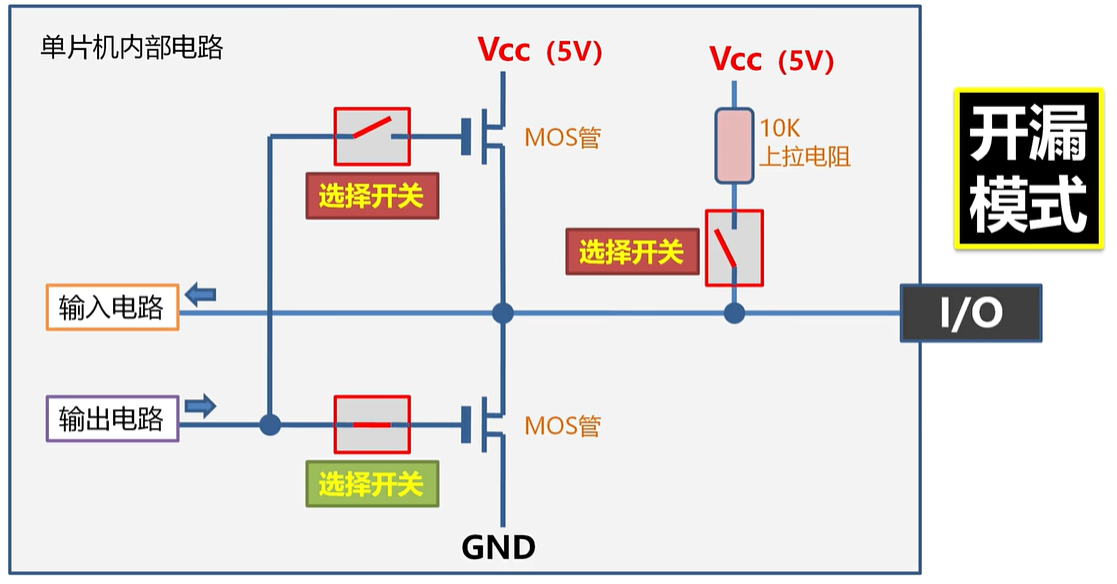 单片机内部电路
Vcc（5V）
Vcc（5V）
MOS管
10K
上拉电阻
选择开关
选择开关
开漏
模式
输入电路
I/O
输出电路
MOS管
选择开关
GND